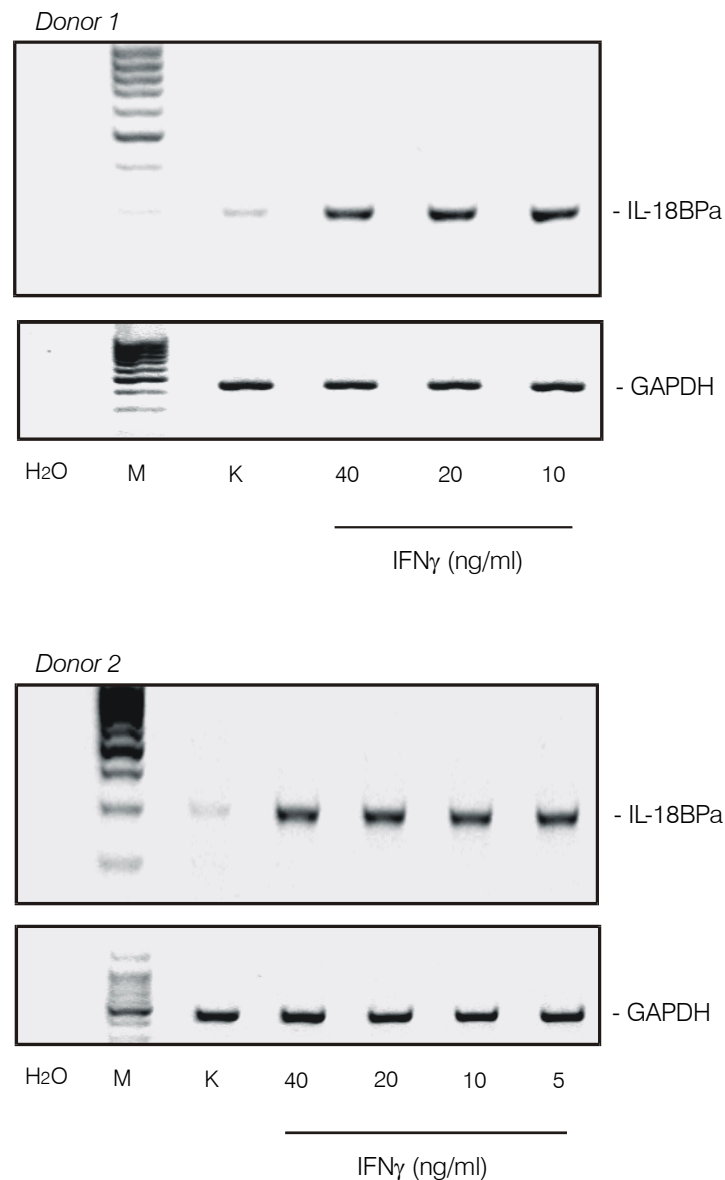 Donor 1
- IL-18BPa
- GAPDH
H2O M K 40 20 10
IFNγ (ng/ml)
Donor 2
- IL-18BPa
- GAPDH
H2O M K 40 20 10 5
IFNγ (ng/ml)